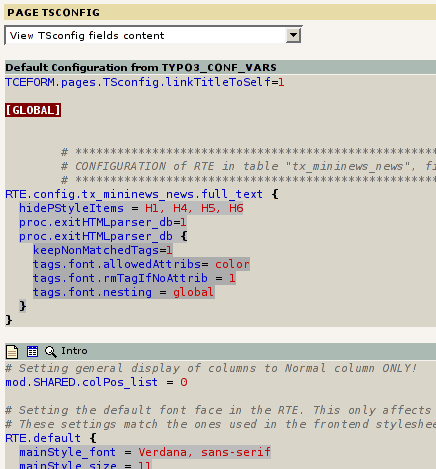 PAGE TSCONFIG
View TSconfig fields content
Default Configuration from TYPO3_CONF_VARS
TCEFORM.pages.TSconfig.linkTitleToSelf=1
[GLOBAL]
# ****************************************************
# CONFIGURATION of RTE in table "tx_mininews_news", fi
# ****************************************************
RTE.config.tx_mininews_news.full_text {
hidePStyleItems = H1, H4, H5, H6
proc.exitHTMLparser_db=1
proc.exitHTMLparser_db {
keepNonMatchedTags=1
tags.font.allowedAttribs= color
tags.font.rmTagIfNoAttrib = 1
tags.font.nesting = global
}
}
Intro
# Setting general display of columns to Normal column ONLY!
mod.SHARED.colPos_list = 0
# Setting the default font face in the RTE. This only affects
# These settings match the ones used in the frontend styleshee
RTE.default {
mainStyle_font = Verdana, sans-serif
mainStyle_size = 11